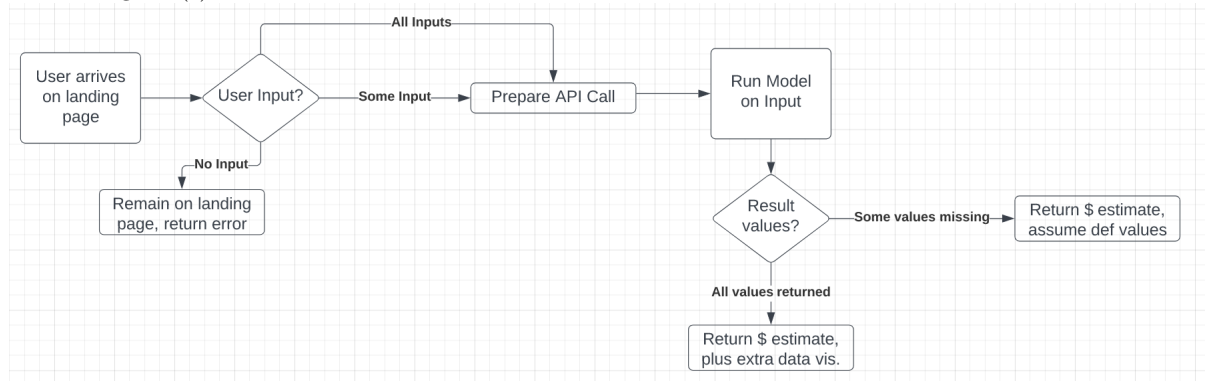 All Inputs
User arrives
on landing
page
User Input?
Some Input
Prepare API Call
Run Model
on Input
No Input
Remain on landing
page, return error
Result
values?
Some values missing
Return $ estimate,
assume def values
All values returned
Return $ estimate,
plus extra data vis.